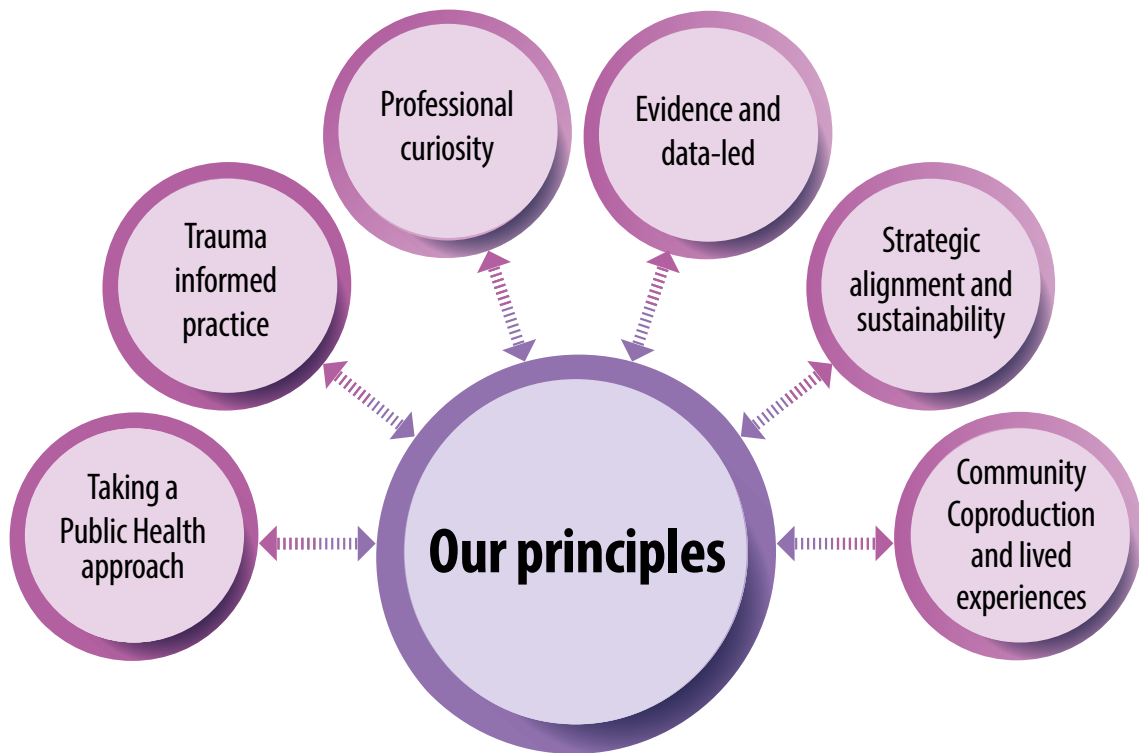 Professional
curiosity
Evidence and
data-led
Trauma
informed
practice
Strategic
alignment and
sustainability
Taking a
Public Health
approach
Our principles
Community
Coproduction
and lived
experiences